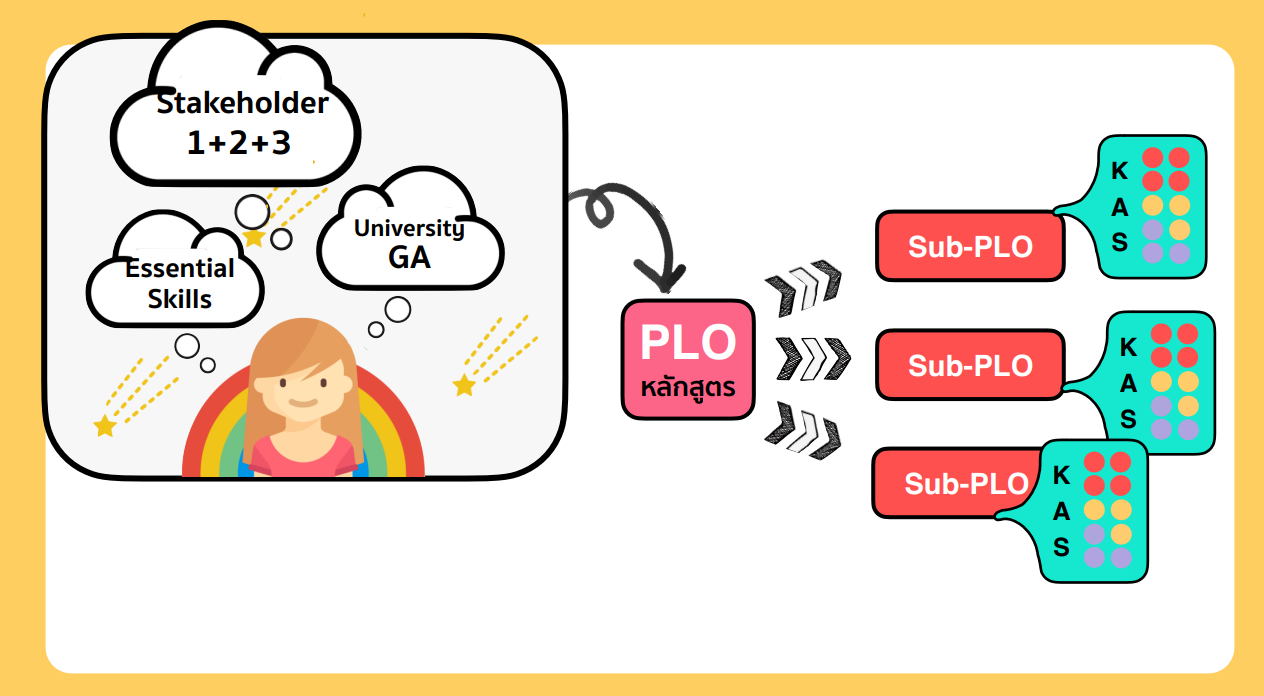 Stakeholder
1+2+3
University
GA
Essential
Skills
PLO
หลักสูตร
Sub-PLO
K
A
S
Sub-PLO
K
A
S
Sub-PLO
K
A
S